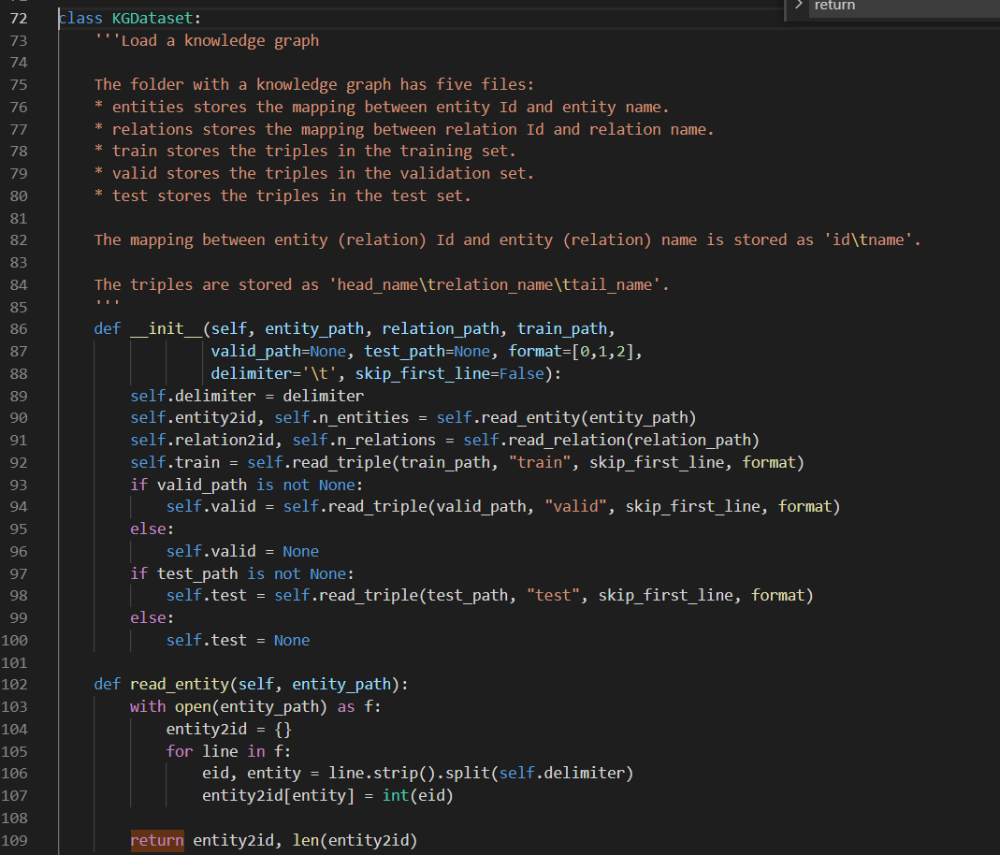 return
72 class KGDataset:
73     '''Load a knowledge graph
74
75     The folder with a knowledge graph has five files:
76     * entities stores the mapping between entity Id and entity name.
77     * relations stores the mapping between relation Id and relation name.
78     * train stores the triples in the training set.
79     * valid stores the triples in the validation set.
80     * test stores the triples in the test set.
81
82     The mapping between entity (relation) Id and entity (relation) name is stored as 'id\tname'.
83
84     The triples are stored as 'head_name\trelation_name\ttail_name'.
85     '''
86     def __init__(self, entity_path, relation_path, train_path,
87                  valid_path=None, test_path=None, format=[0,1,2],
88                  delimiter='\t', skip_first_line=False):
89         self.delimiter = delimiter
90         self.entity2id, self.n_entities = self.read_entity(entity_path)
91         self.relation2id, self.n_relations = self.read_relation(relation_path)
92         self.train = self.read_triple(train_path, "train", skip_first_line, format)
93         if valid_path is not None:
94             self.valid = self.read_triple(valid_path, "valid", skip_first_line, format)
95         else:
96             self.valid = None
97         if test_path is not None:
98             self.test = self.read_triple(test_path, "test", skip_first_line, format)
99         else:
100             self.test = None
101
102     def read_entity(self, entity_path):
103         with open(entity_path) as f:
104             entity2id = {}
105             for line in f:
106                 eid, entity = line.strip().split(self.delimiter)
107                 entity2id[entity] = int(eid)
108
109         return entity2id, len(entity2id)